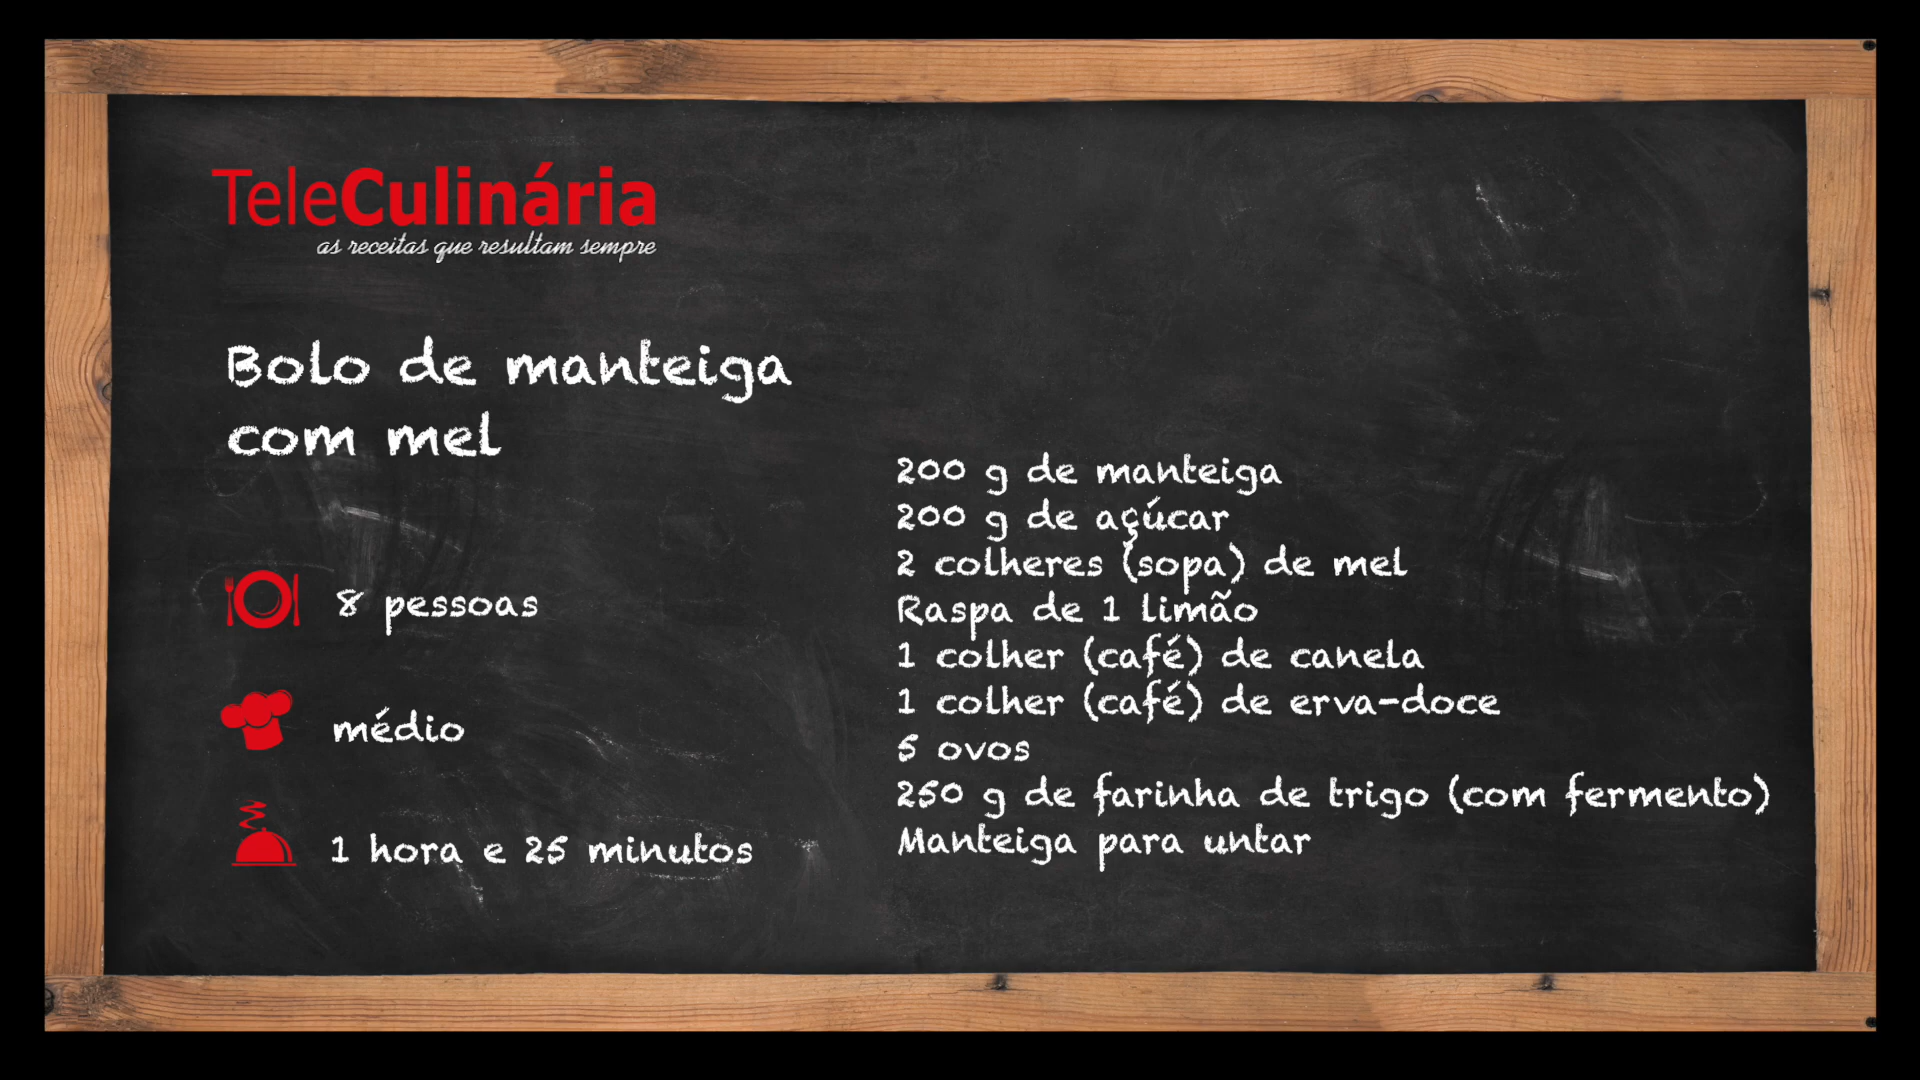 TeleCulinária
as receitas que resultam sempre
Bolo de manteiga
com mel
8 pessoas
médio
1 hora e 25 minutos
200 g de manteiga
200 g de açúcar
2 colheres (sopa) de mel
Raspa de 1 limão
1 colher (café) de canela
1 colher (café) de erva-doce
5 ovos
250 g de farinha de trigo (com fermento)
Manteiga para untar